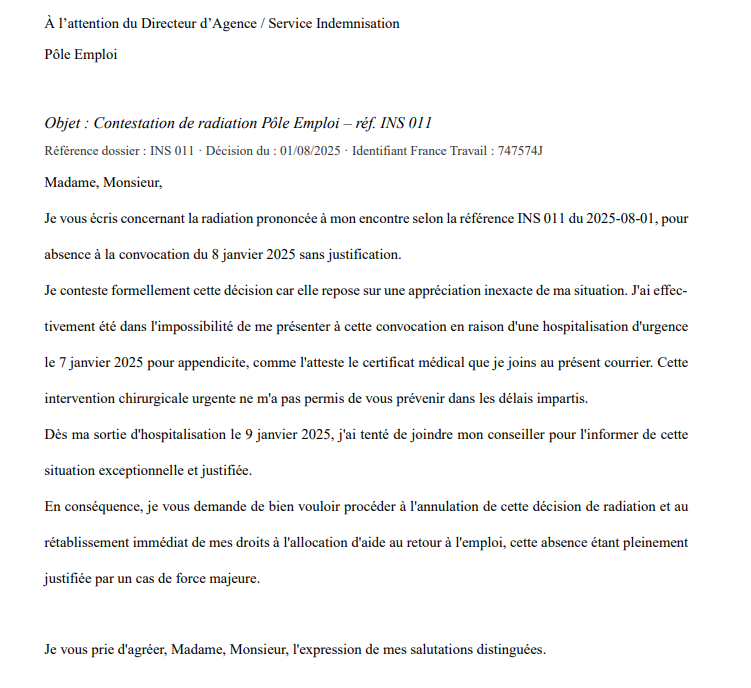 À l’attention du Directeur d’Agence / Service Indemnisation
Pôle Emploi
Objet : Contestation de radiation Pôle Emploi – réf. INS 011
Référence dossier : INS 011 · Décision du : 01/08/2025 · Identifiant France Travail : 747574J
Madame, Monsieur,
Je vous écris concernant la radiation prononcée à mon encontre selon la référence INS 011 du 2025-08-01, pour
absence à la convocation du 8 janvier 2025 sans justification.
Je conteste formellement cette décision car elle repose sur une appréciation inexacte de ma situation. J'ai effec-
tivement été dans l'impossibilité de me présenter à cette convocation en raison d'une hospitalisation d'urgence
le 7 janvier 2025 pour appendicite, comme l'atteste le certificat médical que je joins au présent courrier. Cette
intervention chirurgicale urgente ne m'a pas permis de vous prévenir dans les délais impartis.
Dès ma sortie d'hospitalisation le 9 janvier 2025, j'ai tenté de joindre mon conseiller pour l'informer de cette
situation exceptionnelle et justifiée.
En conséquence, je vous demande de bien vouloir procéder à l'annulation de cette décision de radiation et au
rétablissement immédiat de mes droits à l'allocation d'aide au retour à l'emploi, cette absence étant pleinement
justifiée par un cas de force majeure.
Je vous prie d'agréer, Madame, Monsieur, l'expression de mes salutations distinguées.